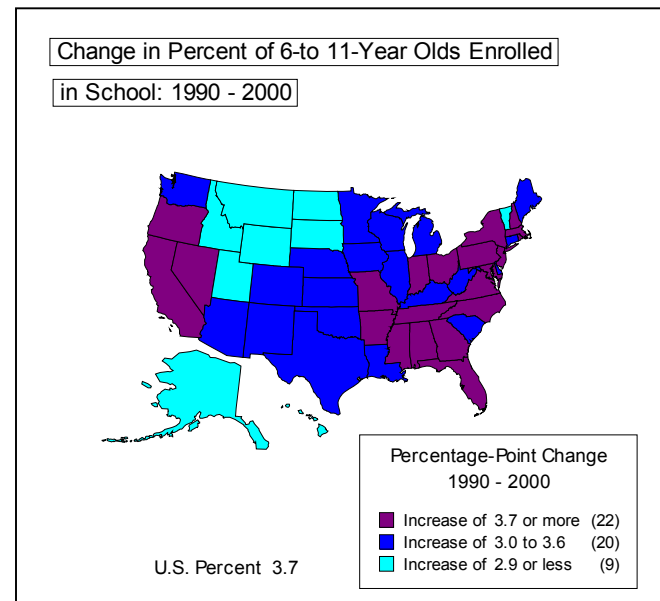 Change in Percent of 6-to 11-Year Olds Enrolled
in School: 1990 - 2000
Percentage-Point Change
1990 - 2000
Increase of 3.7 or more (22)
Increase of 3.0 to 3.6 (20)
Increase of 2.9 or less (9)
U.S. Percent 3.7